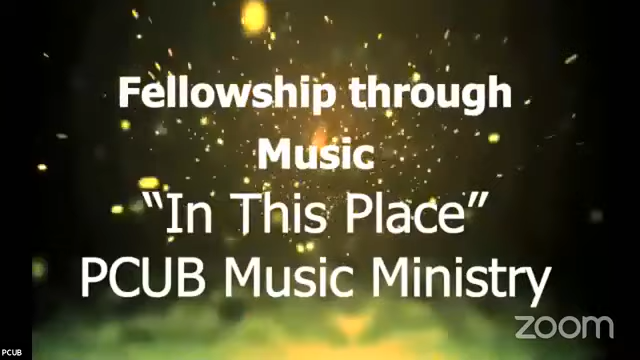 Fellowship through
Music
“In This Place”
PCUB Music Ministry
zoom
PCUB